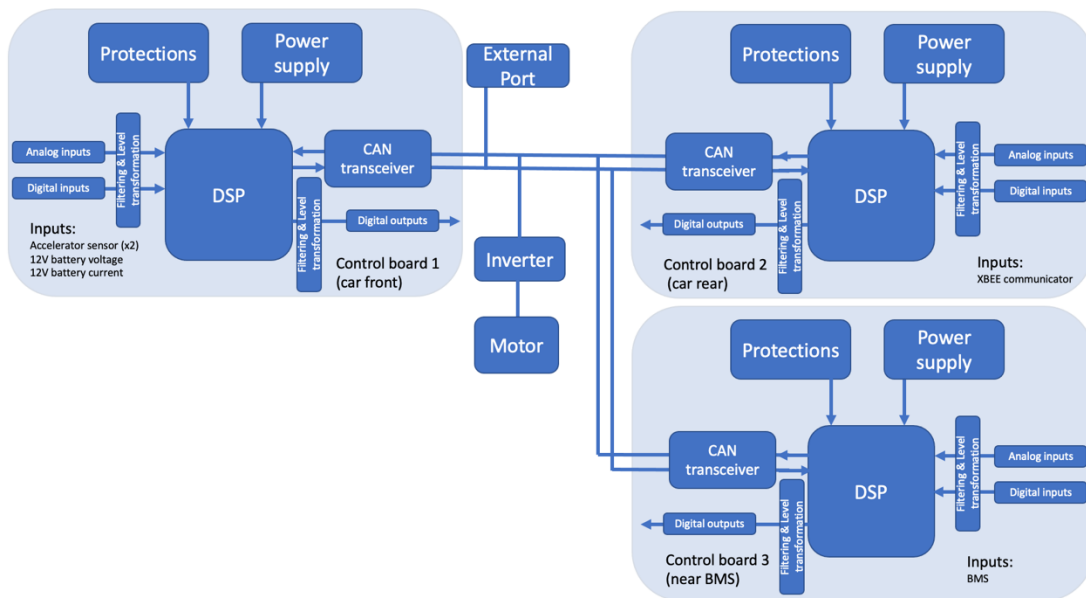 Protections
Power
supply
Analog inputs
Digital inputs
Filtering & Level
transformation
DSP
CAN
transceiver
Filtering & Level
transformation
Digital outputs
Inputs:
Accelerator sensor (x2)
12V battery voltage
12V battery current
Control board 1
(car front)
External
Port
Inverter
Motor
Protections
Power
supply
CAN
transceiver
DSP
Filtering & Level
transformation
Analog inputs
Digital inputs
Digital outputs
Filtering & Level
transformation
Control board 2
(car rear)
Inputs:
XBEE communicator
Protections
Power
supply
CAN
transceiver
DSP
Filtering & Level
transformation
Analog inputs
Digital inputs
Digital outputs
Filtering & Level
transformation
Control board 3
(near BMS)
Inputs:
BMS